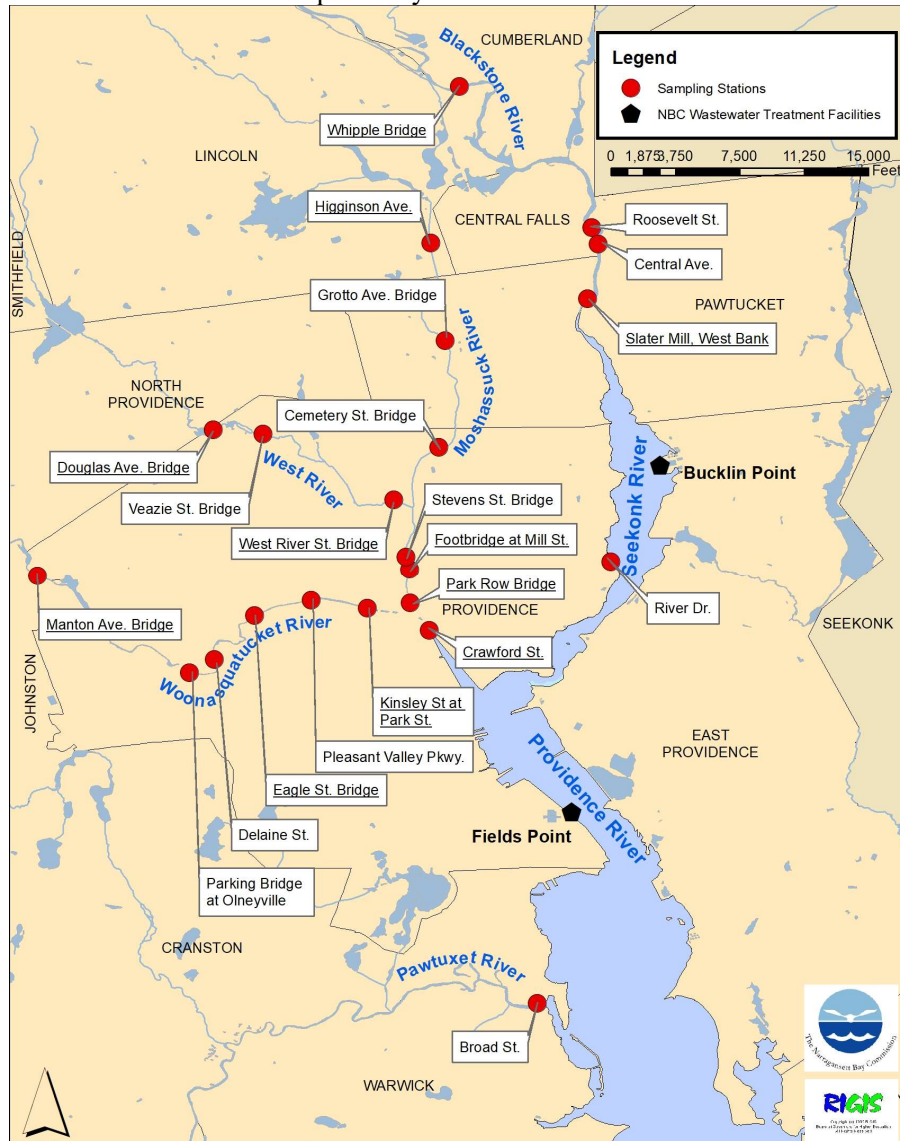 CUMBERLAND
Blackstone River
Legend
Sampling Stations
NBC Wastewater Treatment Facilities
0 1,875 3,750 7,500 11,250 15,000
Feet
Whipple Bridge
LINCOLN
Higginson Ave.
CENTRAL FALLS
Roosevelt St.
Central Ave.
SMITHFIELD
Grotto Ave. Bridge
PAWTUCKET
Slater Mill, West Bank
Moshassuck River
NORTH
PROVIDENCE
Cemetery St. Bridge
Douglas Ave. Bridge
West River
Bucklin Point
Veazie St. Bridge
Stevens St. Bridge
Seekonk River
West River St. Bridge
Footbridge at Mill St.
Park Row Bridge
PROVIDENCE
River Dr.
Manton Ave. Bridge
SEEKONK
Crawford St.
Woonasquatucket River
JOHNSTON
Kinsley St at
Park St.
EAST
PROVIDENCE
Pleasant Valley Pkwy.
Providence River
Eagle St. Bridge
Fields Point
Delaine St.
Parking Bridge
at Olneyville
CRANSTON
Pawtuxet River
Broad St.
WARWICK
The Narragansett Bay Commission
RIGIS